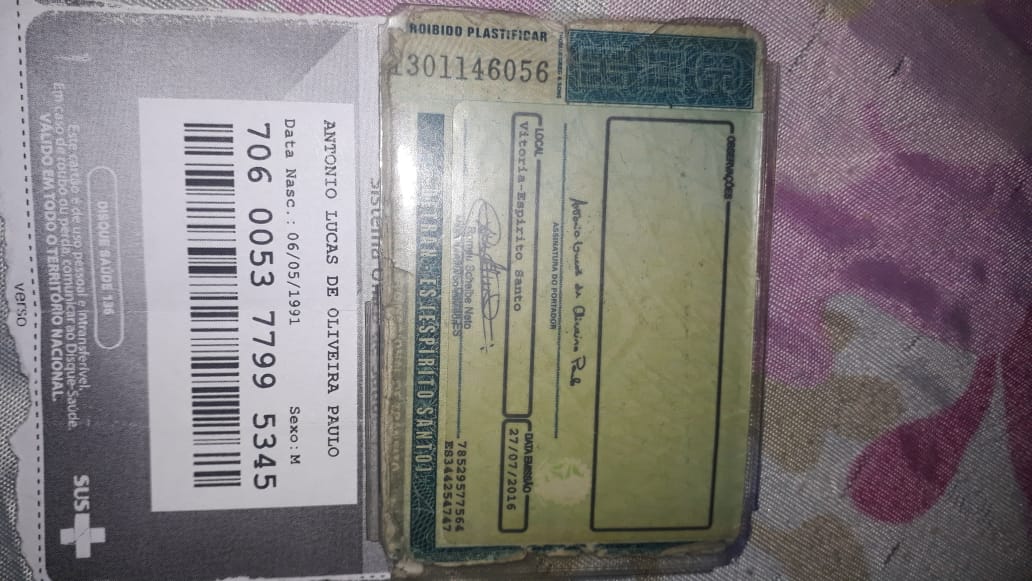 ANTONIO LUCAS DE OLIVEIRA PAULO
Data Nasc.: 06/05/1991 Sexo: M
706 0053 7799 5345
DISQUE SAÚDE 136
Este cartão é de uso pessoal e intransferível.
Em caso de roubo ou perda, comunicar ao Disque-Saúde.
VÁLIDO EM TODO O TERRITÓRIO NACIONAL
SUS
verso
ROIBIDO PLASTIFICAR
1301146056
OBSERVAÇÕES
Antonio Lucas de Oliveira Paulo
ASSINATURA DO PORTADOR
LOCAL
Vitoria-Espirito Santo
DATA EMISSÃO
27/07/2016
Scheibe Neto
78529577564
ES344254747
ESPIRITO SANTO